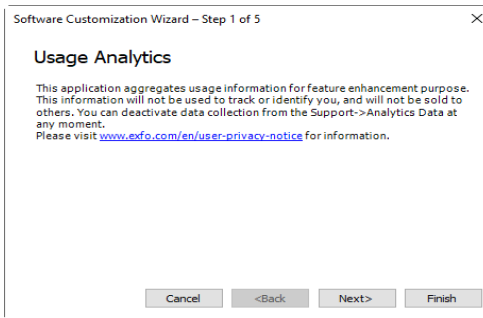 Software Customization Wizard – Step 1 of 5
Usage Analytics
This application aggregates usage information for feature enhancement purpose.
This information will not be used to track or identify you, and will not be sold to
others. You can deactivate data collection from the Support->Analytics Data at
any moment.
Please visit www.exfo.com/en/user-privacy-notice for information.
Cancel <Back Next> Finish